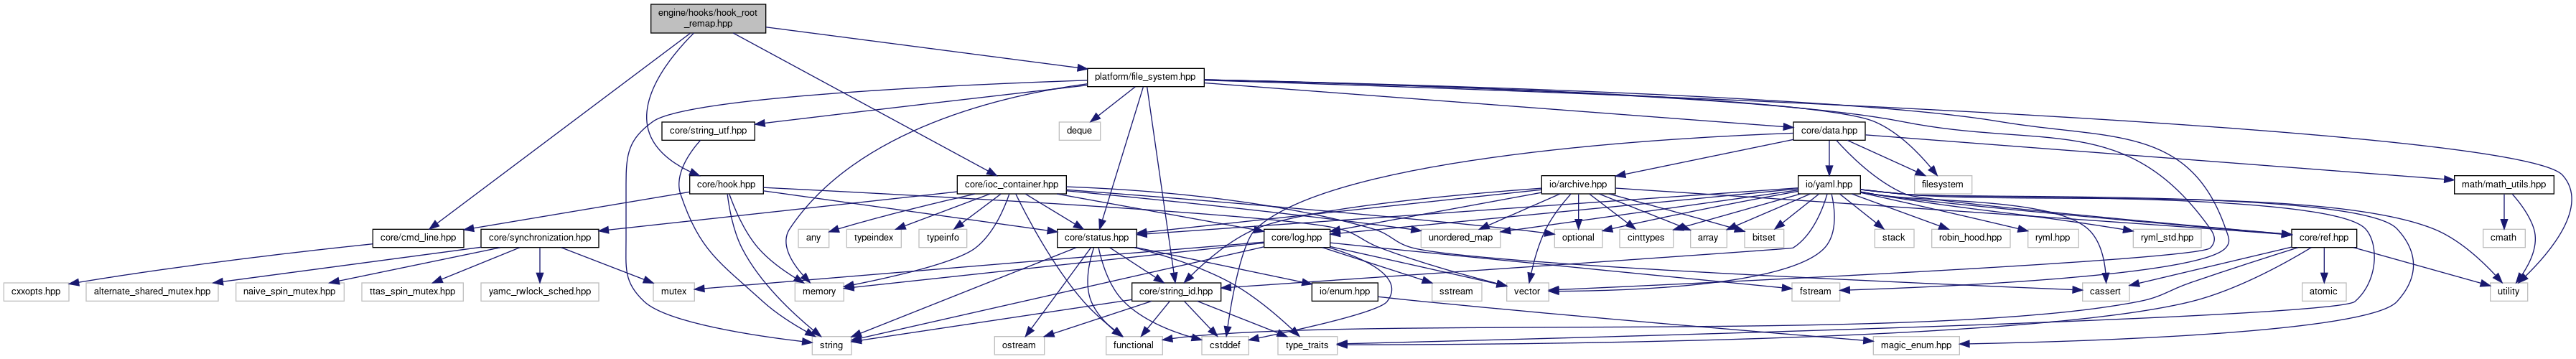 engine/hooks/hook_root
_remap.hpp
platform/file_system.hpp
core/string_utf.hpp
deque
core/data.hpp
core/hook.hpp
core/ioc_container.hpp
io/archive.hpp
io/yaml.hpp
filesystem
math/math_utils.hpp
core/cmd_line.hpp
core/synchronization.hpp
any
typeindex
typeinfo
core/status.hpp
core/log.hpp
unordered_map
optional
cinttypes
array
bitset
stack
robin_hood.hpp
ryml.hpp
ryml_std.hpp
core/ref.hpp
cmath
cxxopts.hpp
alternate_shared_mutex.hpp
naive_spin_mutex.hpp
ttas_spin_mutex.hpp
yamc_rwlock_sched.hpp
mutex
memory
core/string_id.hpp
io/enum.hpp
sstream
vector
fstream
cassert
atomic
utility
string
ostream
functional
cstddef
type_traits
magic_enum.hpp